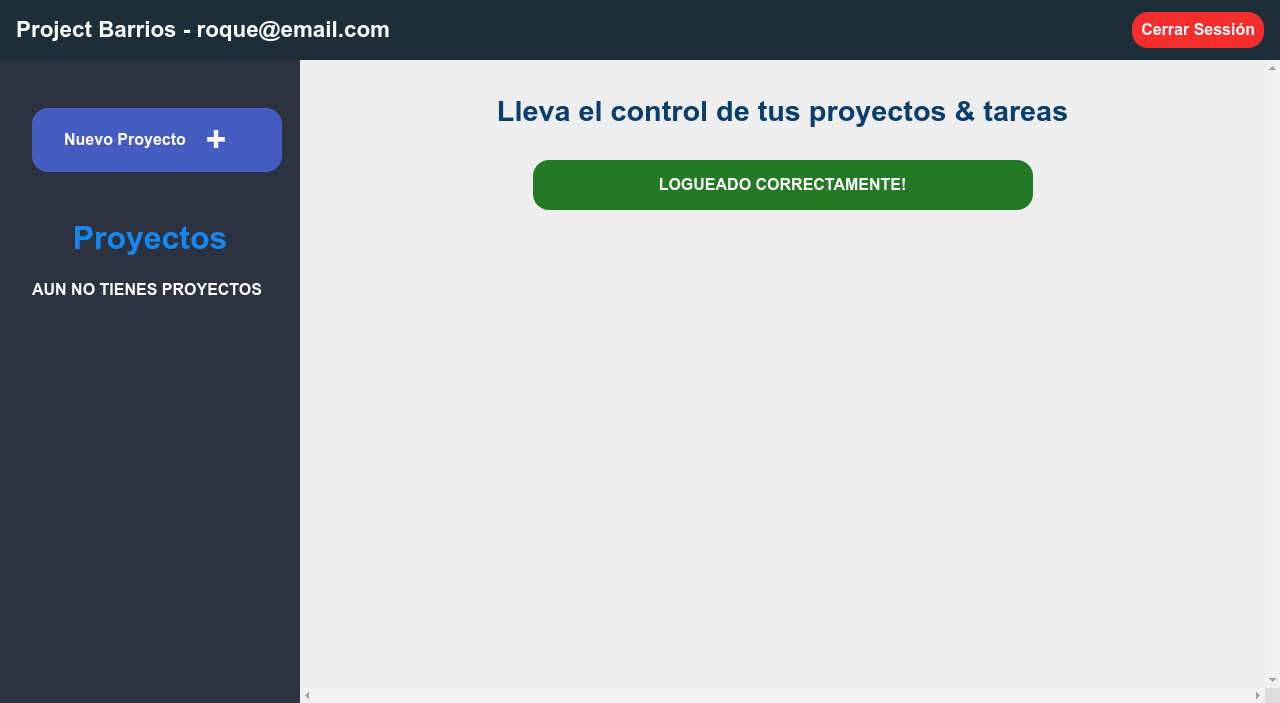 Project Barrios - roque@email.com
Cerrar Sessión
Nuevo Proyecto
Proyectos
AUN NO TIENES PROYECTOS
Lleva el control de tus proyectos & tareas
LOGUEADO CORRECTAMENTE!